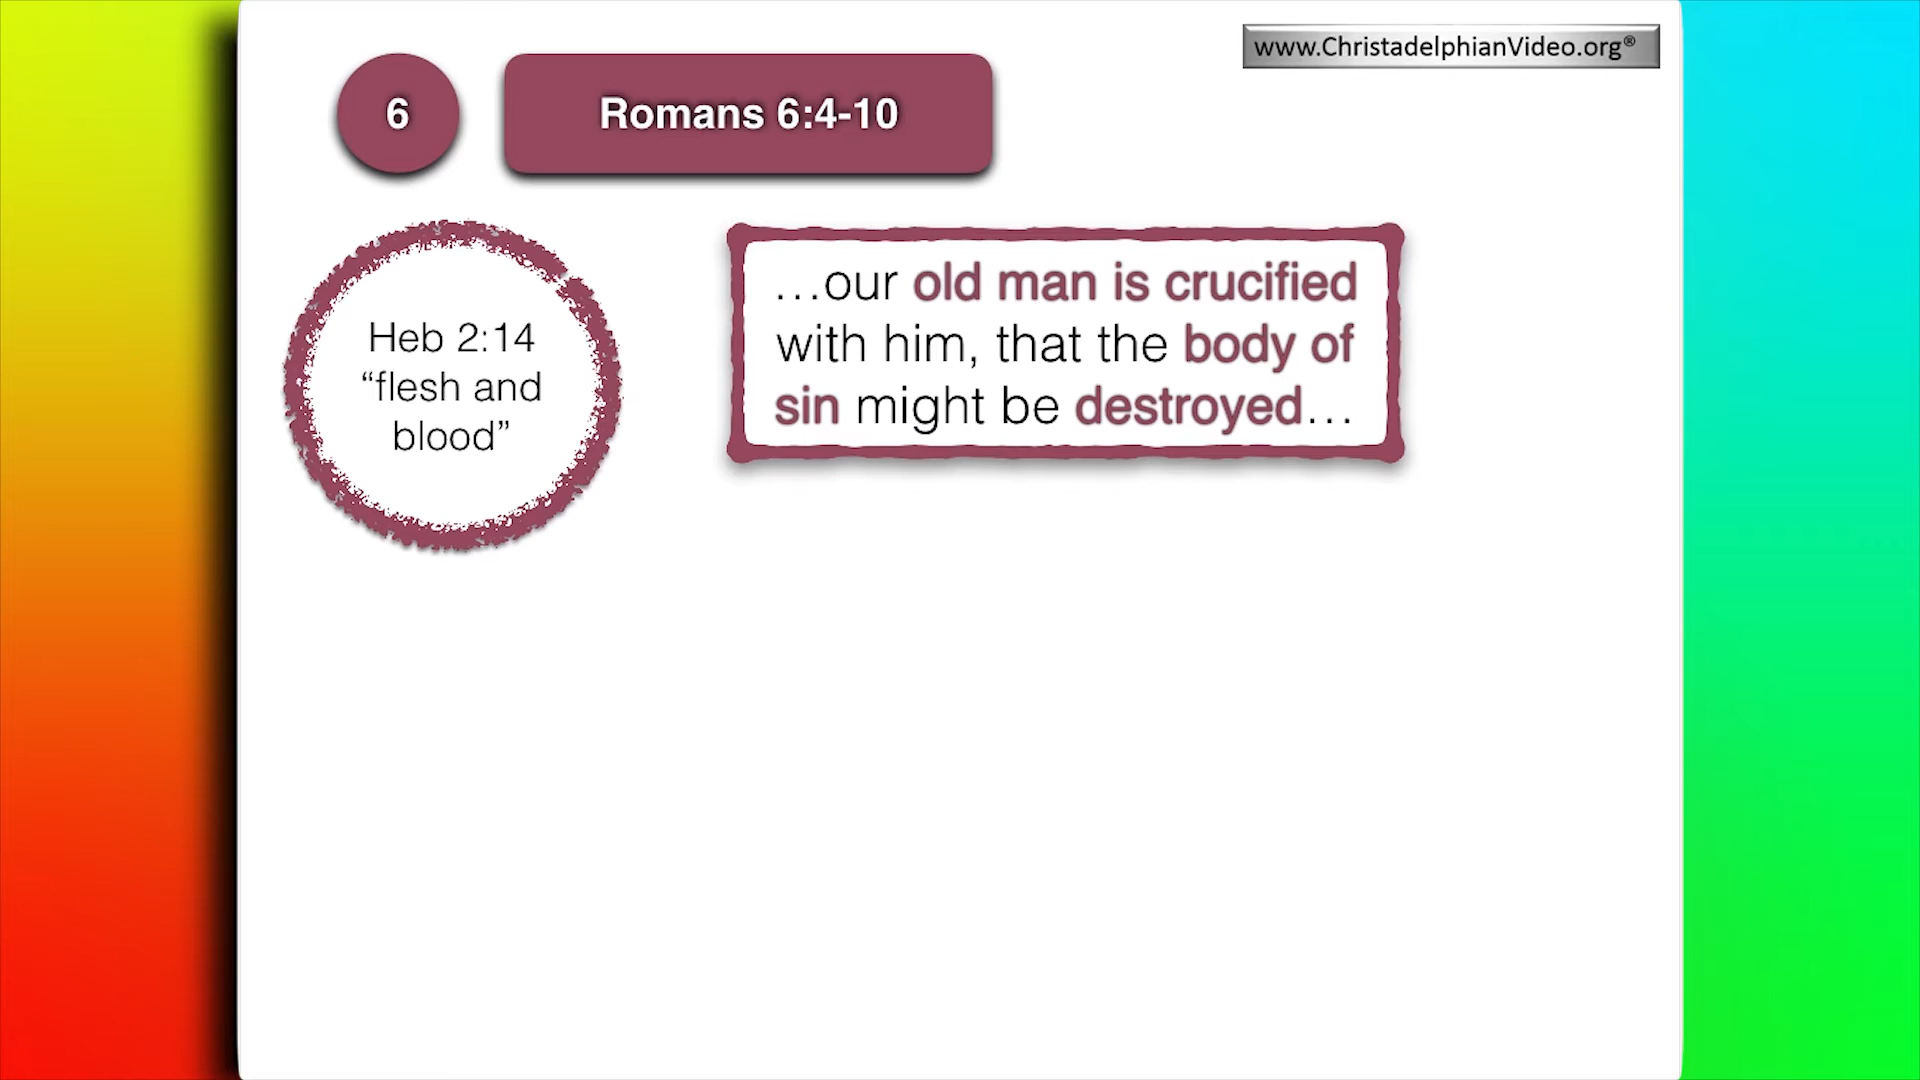 www.ChristadelphianVideo.org®
6
Romans 6:4-10
Heb 2:14
“flesh and
blood”
…our old man is crucified
with him, that the body of
sin might be destroyed…